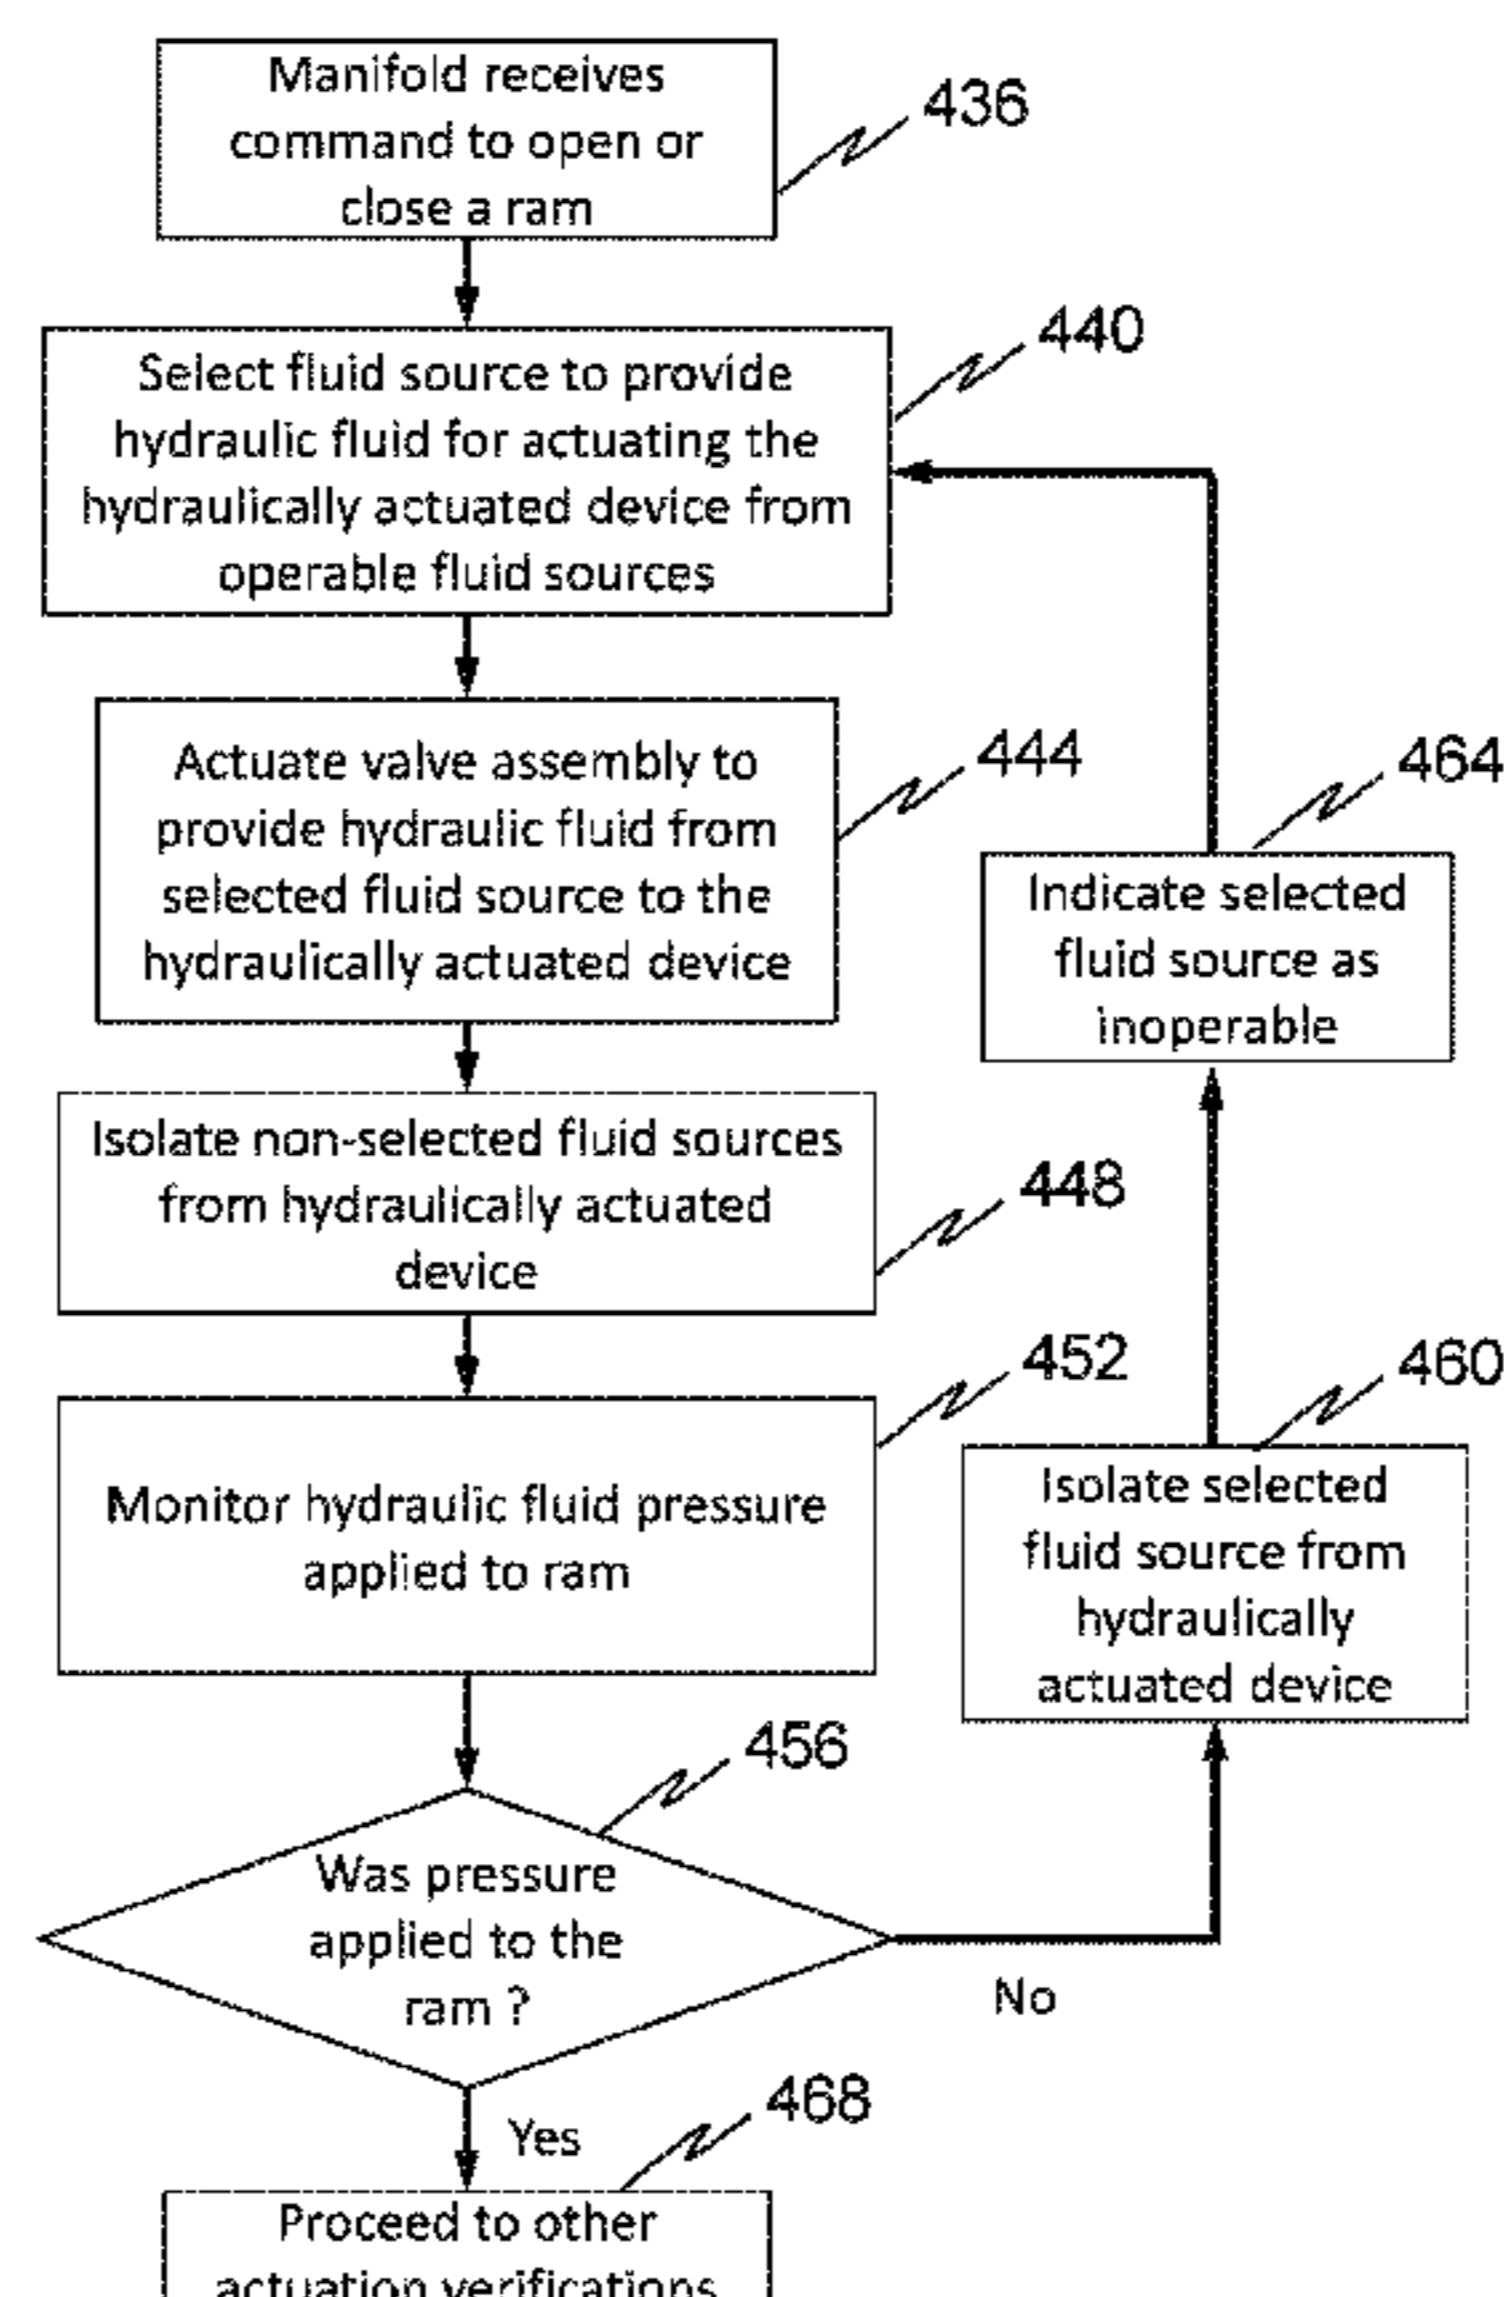 Manifold receives
command to open or
close a ram
436
Select fluid source to provide
hydraulic fluid for actuating the
hydraulically actuated device from
operable fluid sources
440
Actuate valve assembly to
provide hydraulic fluid from
selected fluid source to the
hydraulically actuated device
444
Isolate non-selected fluid sources
from hydraulically actuated
device
448
Monitor hydraulic fluid pressure
applied to ram
452
Was pressure
applied to the
ram ?
456
No
Isolate selected
fluid source from
hydraulically
actuated device
460
Indicate selected
fluid source as
inoperable
464
Yes
Proceed to other
actuation verifications
468